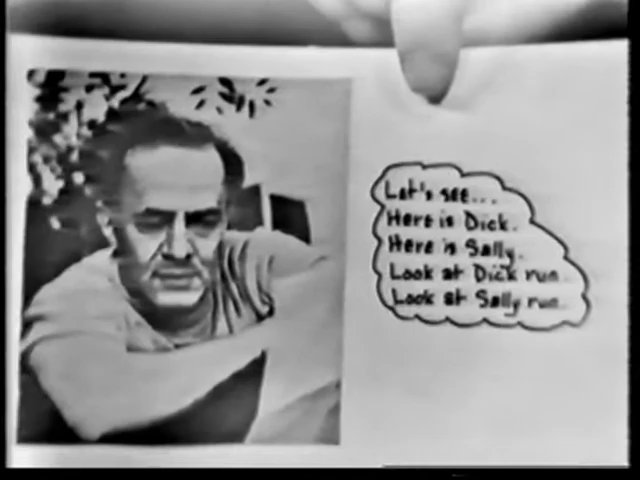 Let's see...
Here is Dick.
Here is Sally.
Look at Dick run.
Look at Sally run.